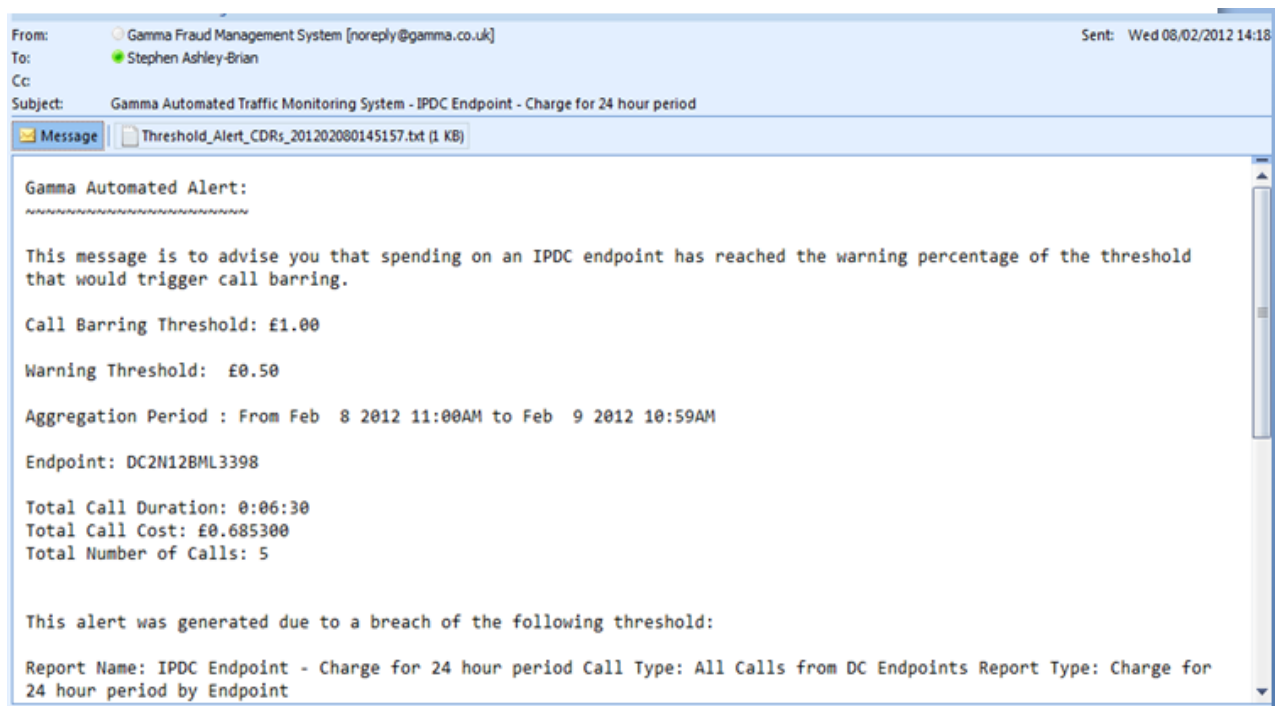 From: Gamma Fraud Management System [noreply@gamma.co.uk] Sent: Wed 08/02/2012 14:18
To: Stephen Ashley-Brian
Cc:
Subject: Gamma Automated Traffic Monitoring System - IPDC Endpoint - Charge for 24 hour period
Message Threshold_Alert_CDRs_201202080145157.txt (1 KB)
Gamma Automated Alert:
~~~~~~~~~~~~~~~~~~~~~~
This message is to advise you that spending on an IPDC endpoint has reached the warning percentage of the threshold
that would trigger call barring.
Call Barring Threshold: £1.00
Warning Threshold:  £0.50
Aggregation Period : From Feb  8 2012 11:00AM to Feb  9 2012 10:59AM
Endpoint: DC2N12BML3398
Total Call Duration: 0:06:30
Total Call Cost: £0.685300
Total Number of Calls: 5
This alert was generated due to a breach of the following threshold:
Report Name: IPDC Endpoint - Charge for 24 hour period Call Type: All Calls from DC Endpoints Report Type: Charge for
24 hour period by Endpoint